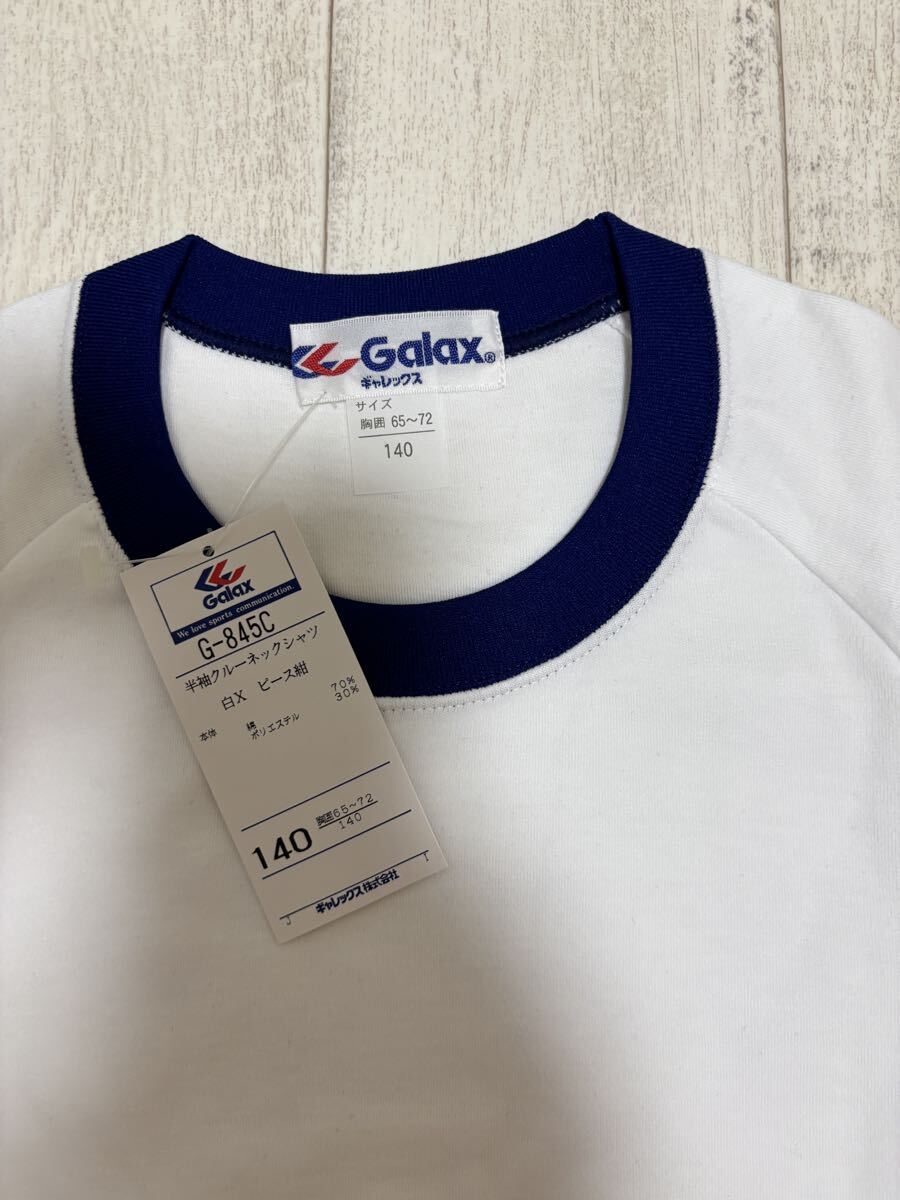 Galax®
ギャレックス
サイズ
胸囲 65〜72
140
Galax
We love sports communication.
G-845C
半袖クルーネックシャツ
白X ピース紺
本体 綿 70%
ポリエステル 30%
140 胸囲65〜72
140
J I
ギャレックス株式会社